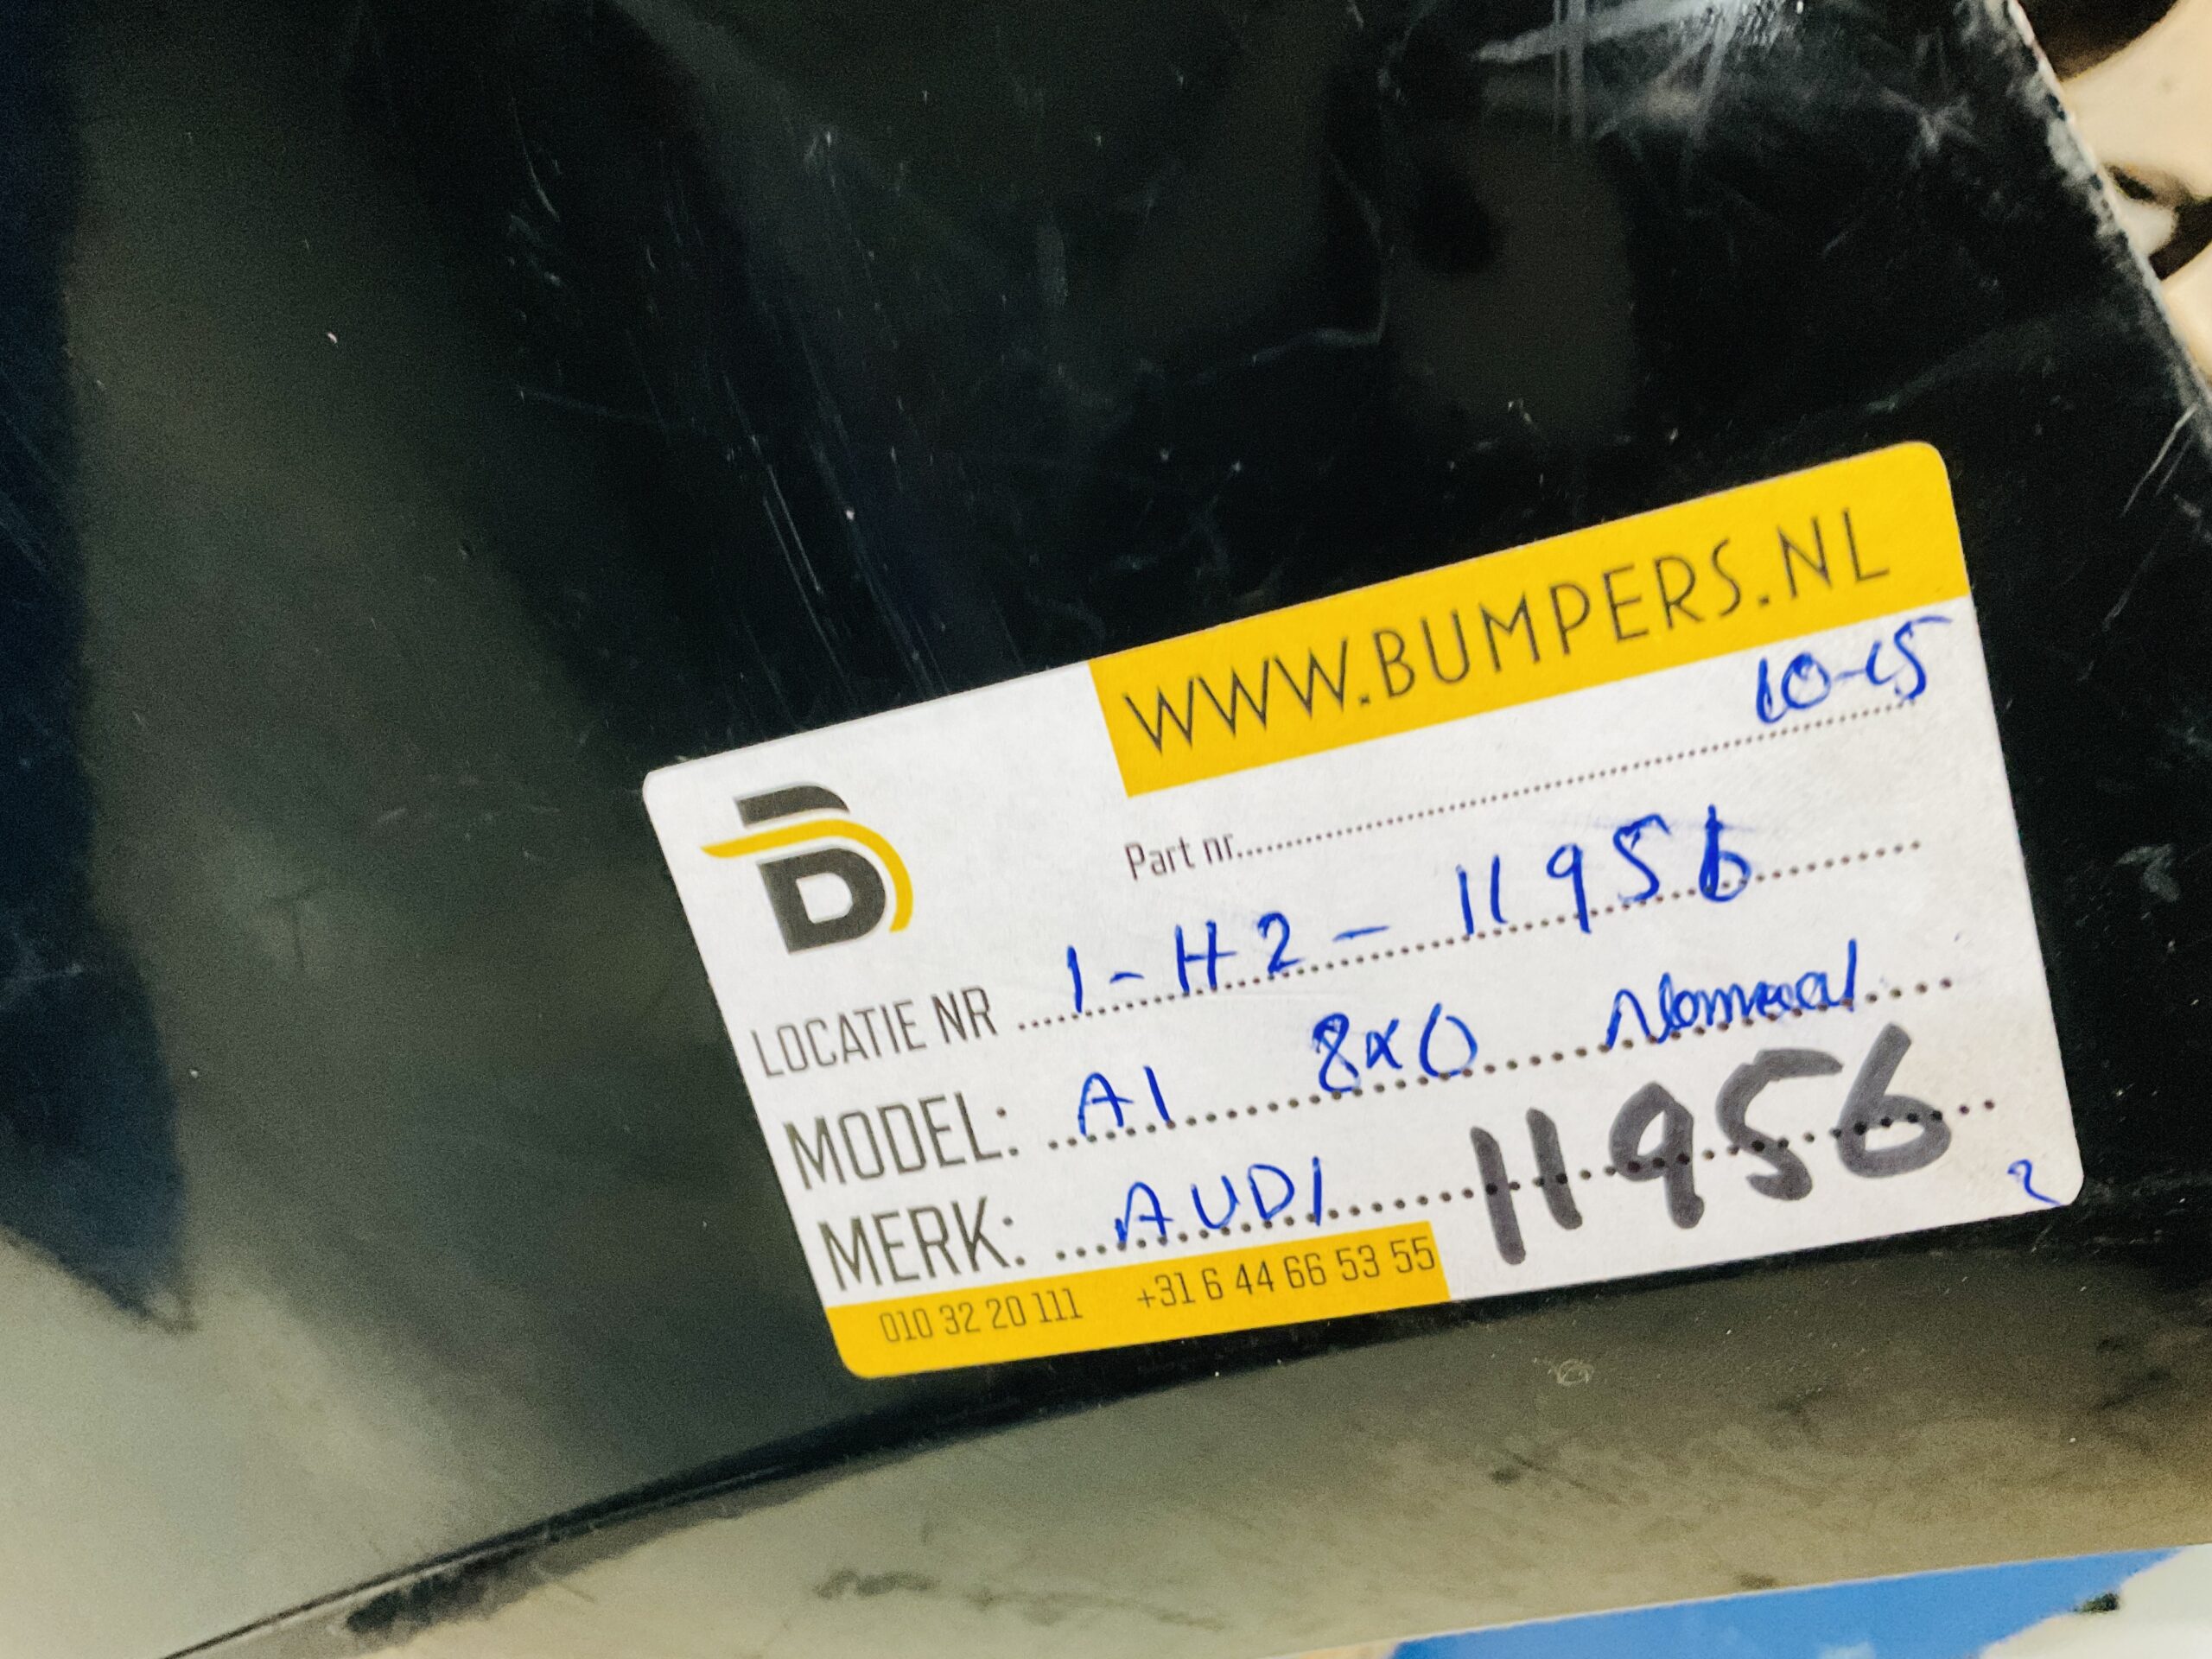 WWW.BUMPERS.NL
10-15
Part nr.
LOCATIE NR 1-H2-11956
MODEL: A1 8x0 Normaal
MERK: AUDI 11956
2
010 32 20 111 +31 6 44 66 53 55